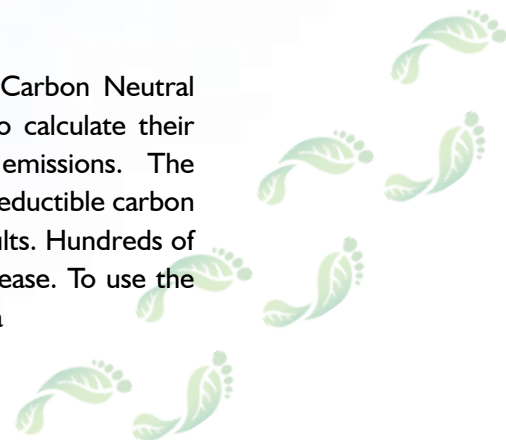 Carbon Neutral
o calculate their
emissions. The
eductible carbon
ults. Hundreds of
ease. To use the